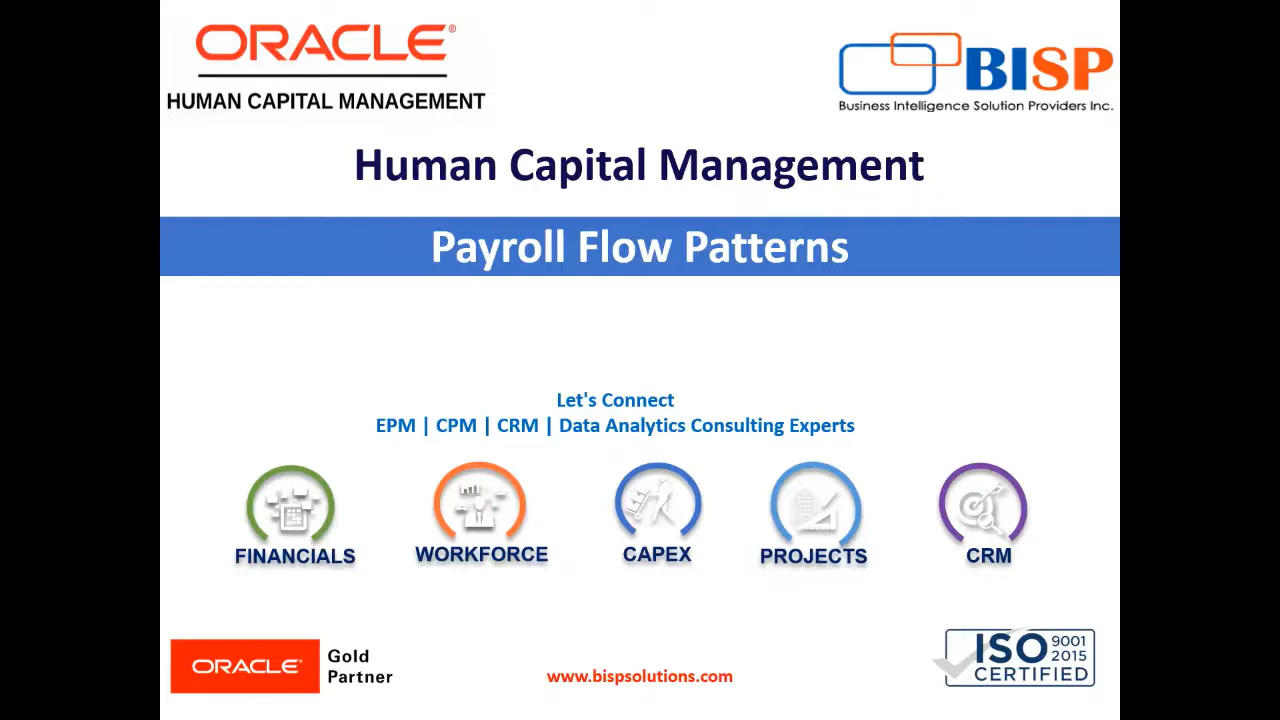 ORACLE®
HUMAN CAPITAL MANAGEMENT
BISP
Business Intelligence Solution Providers Inc.
Human Capital Management
Payroll Flow Patterns
Let's Connect
EPM | CPM | CRM | Data Analytics Consulting Experts
FINANCIALS
WORKFORCE
CAPEX
PROJECTS
CRM
ORACLE®
Gold
Partner
www.bispsolutions.com
ISO 9001
2015
CERTIFIED